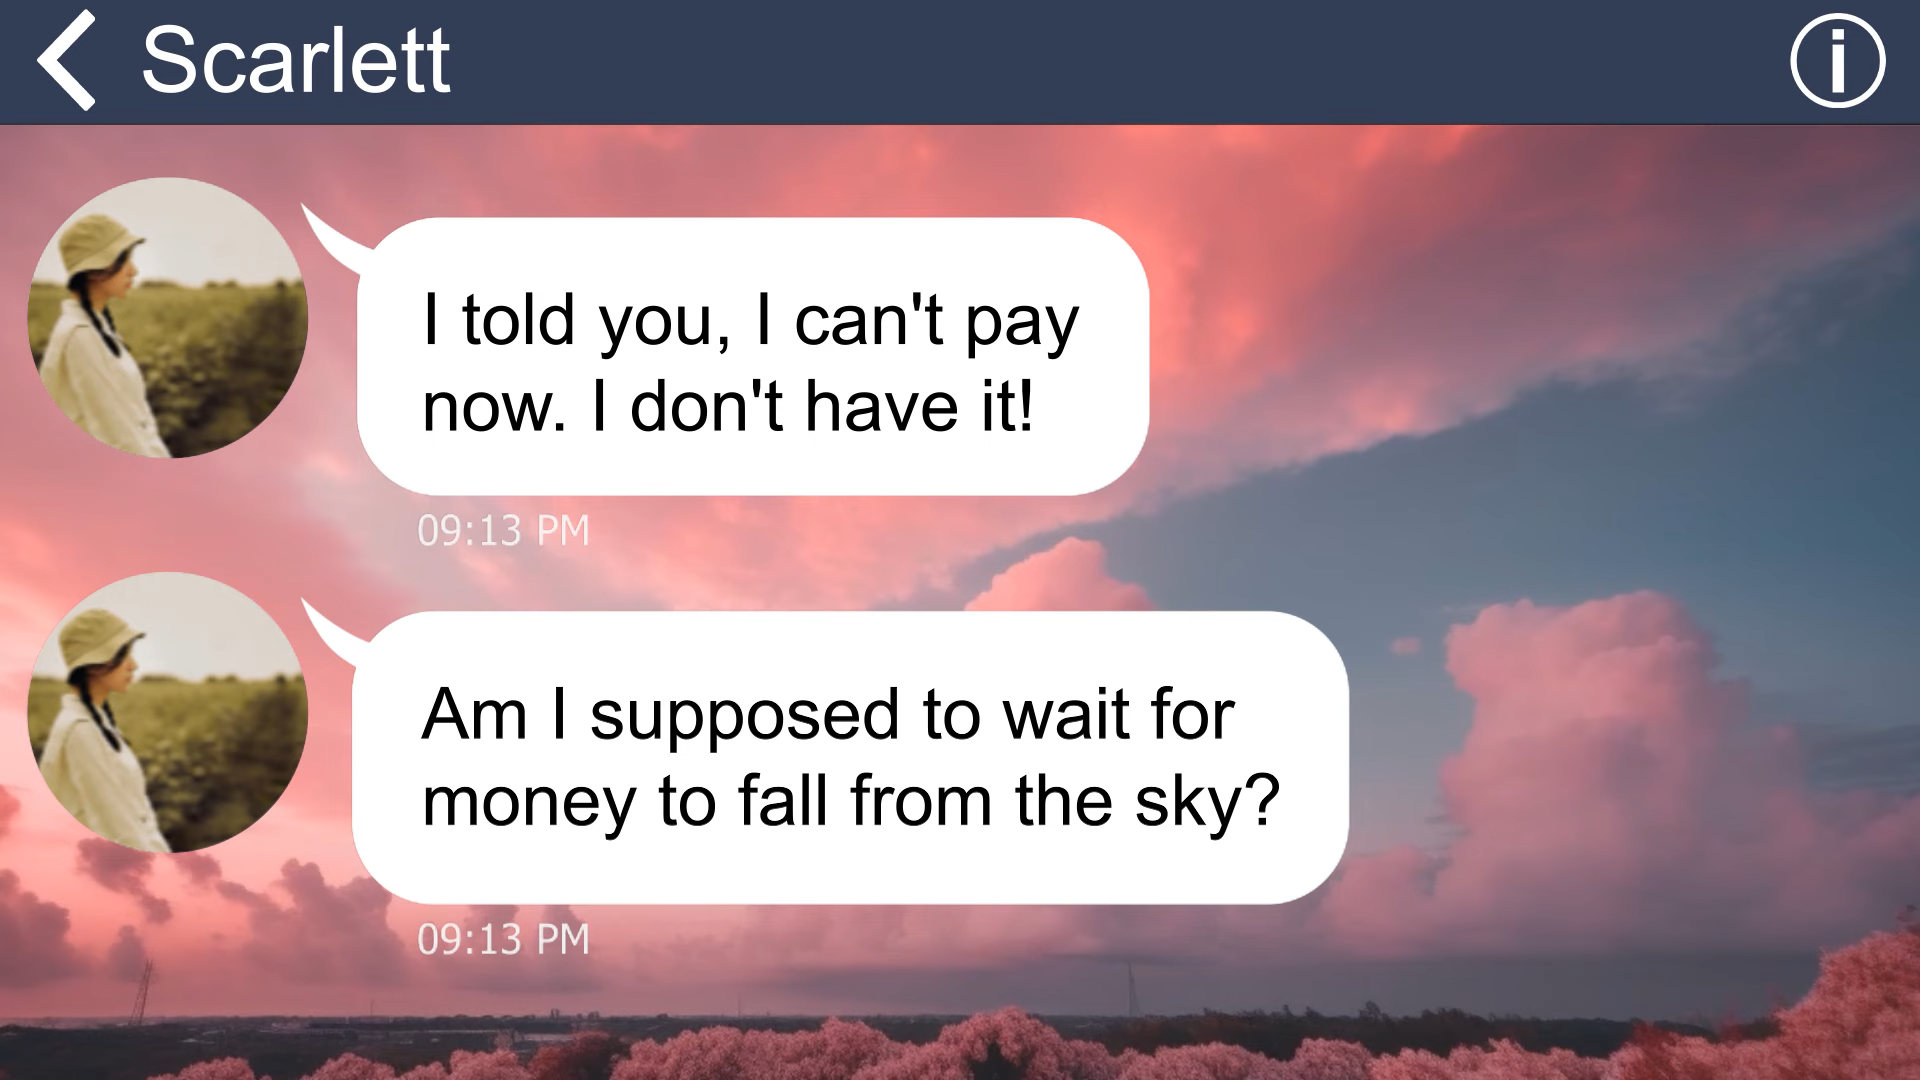 Scarlett
I told you, I can't pay
now. I don't have it!
09:13 PM
Am I supposed to wait for
money to fall from the sky?
09:13 PM